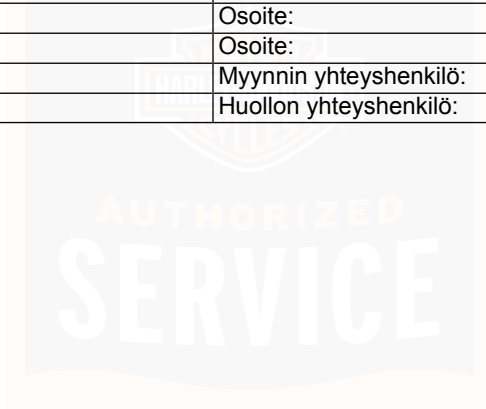 Osoite:
Osoite:
Myynnin yhteyshenkilö:
Huollon yhteyshenkilö:
AUTHORIZED
SERVICE